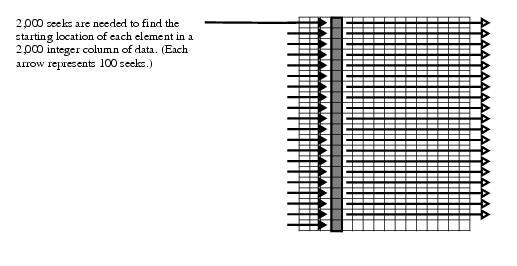 2,000 seeks are needed to find the
starting location of each element in a
2,000 integer column of data. (Each
arrow represents 100 seeks.)